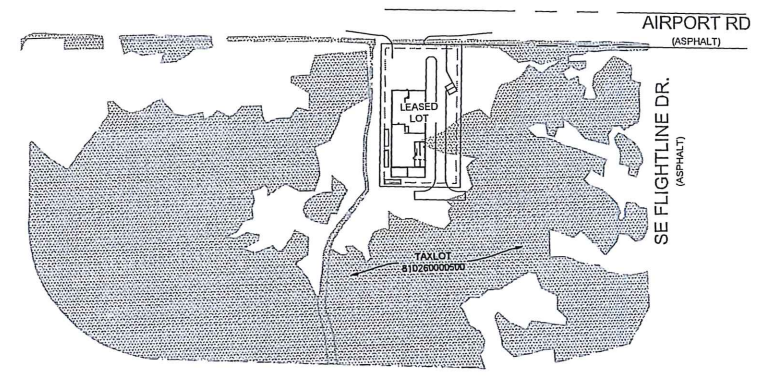 AIRPORT RD
(ASPHALT)
LEASED
LOT
SE FLIGHTLINE DR.
(ASPHALT)
TAXLOT
810260000500